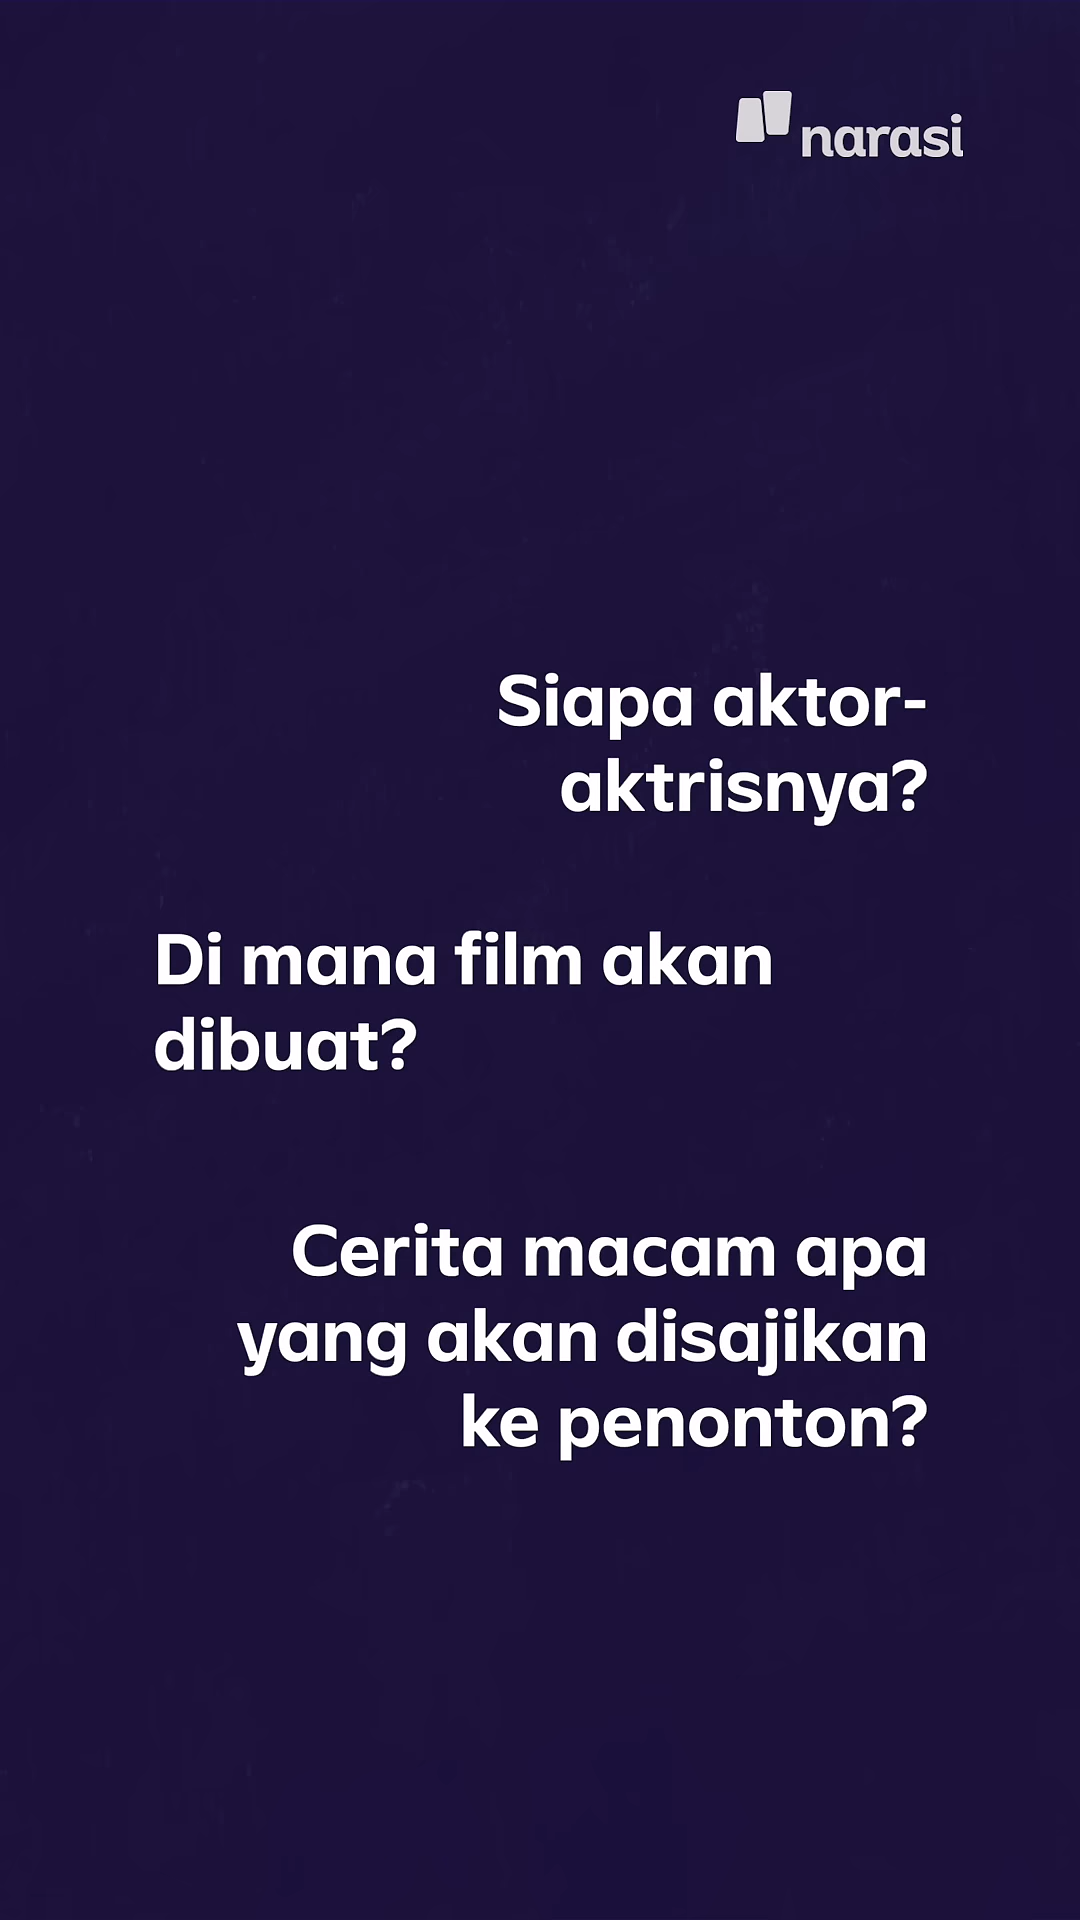 narasi
Siapa aktor-
aktrisnya?
Di mana film akan
dibuat?
Cerita macam apa
yang akan disajikan
ke penonton?